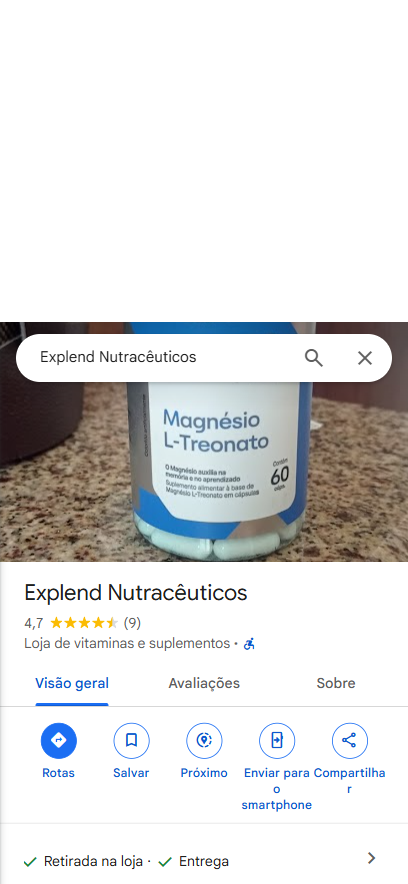 Explend Nutracêuticos
Magnésio
L-Treonato
O Magnésio auxilia na
memória e no aprendizado
Suplemento alimentar à base de
Magnésio L-Treonato em cápsulas
Contém
60
cáps
Explend Nutracêuticos
4,7 (9)
Loja de vitaminas e suplementos ·
Visão geral Avaliações Sobre
Rotas Salvar Próximo Enviar para o smartphone Compartilhar
Retirada na loja · Entrega